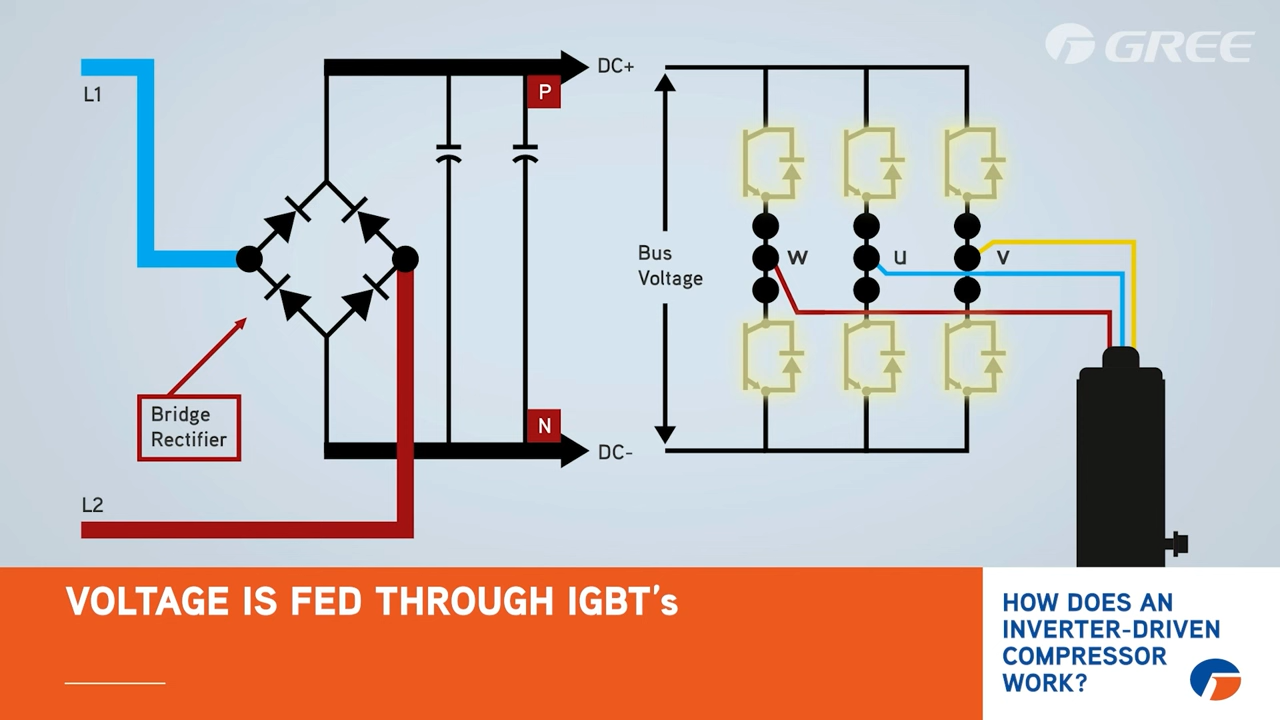 GREE
L1
DC+
P
Bus
Voltage
w
u
v
Bridge
Rectifier
N
DC-
L2
VOLTAGE IS FED THROUGH IGBT's
HOW DOES AN
INVERTER-DRIVEN
COMPRESSOR
WORK?